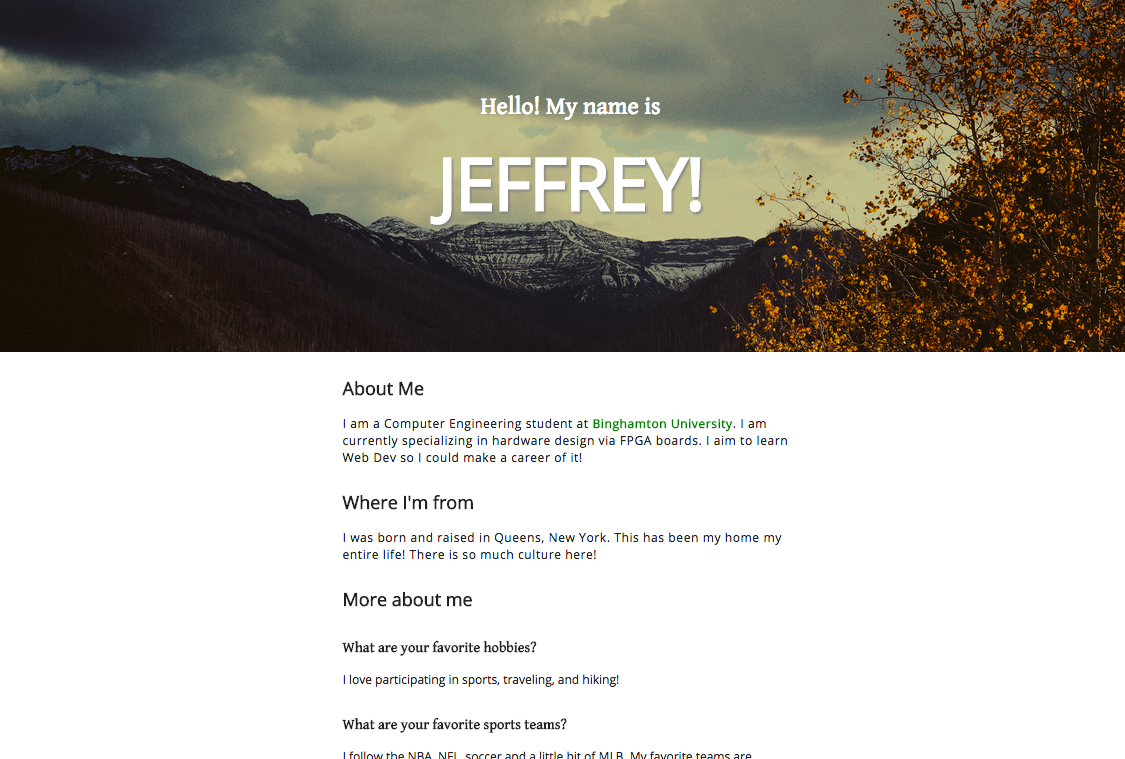 Hello! My name is
JEFFREY!
About Me
I am a Computer Engineering student at Binghamton University. I am
currently specializing in hardware design via FPGA boards. I aim to learn
Web Dev so I could make a career of it!
Where I'm from
I was born and raised in Queens, New York. This has been my home my
entire life! There is so much culture here!
More about me
What are your favorite hobbies?
I love participating in sports, traveling, and hiking!
What are your favorite sports teams?
I follow the NBA, NFL, soccer and a little bit of MLB. My favorite teams are